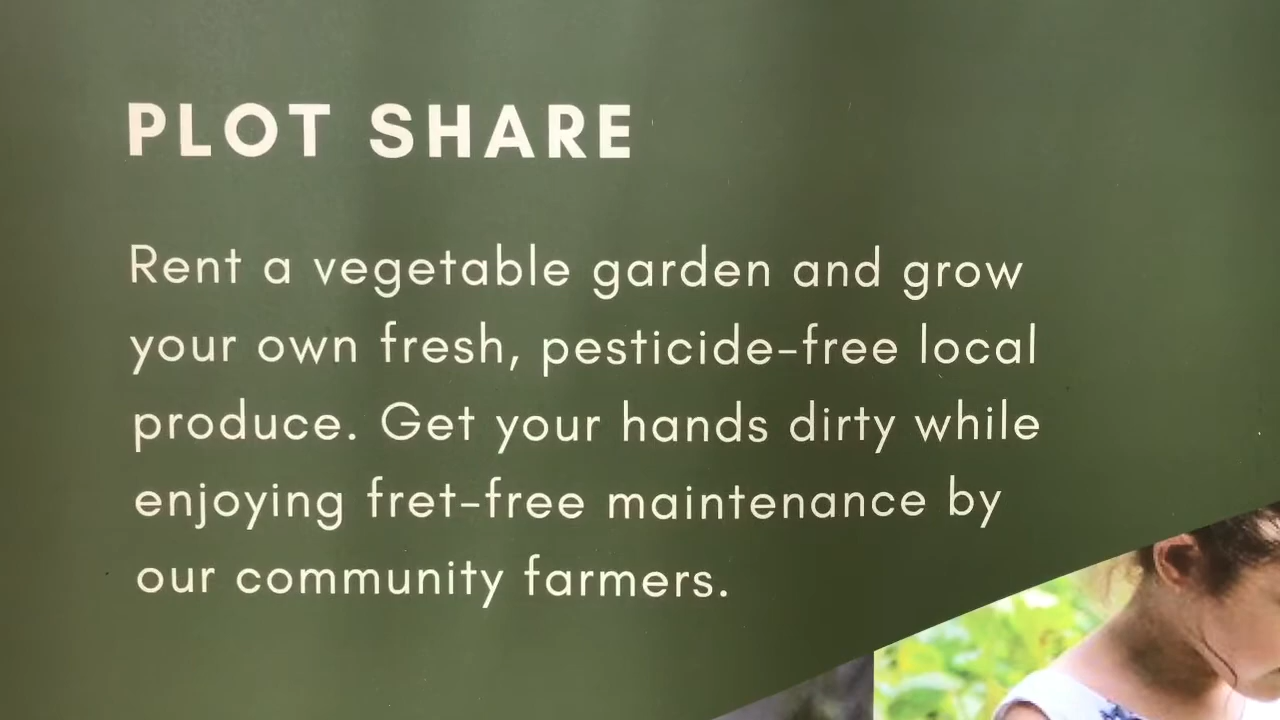 PLOT SHARE
Rent a vegetable garden and grow
your own fresh, pesticide-free local
produce. Get your hands dirty while
enjoying fret-free maintenance by
our community farmers.